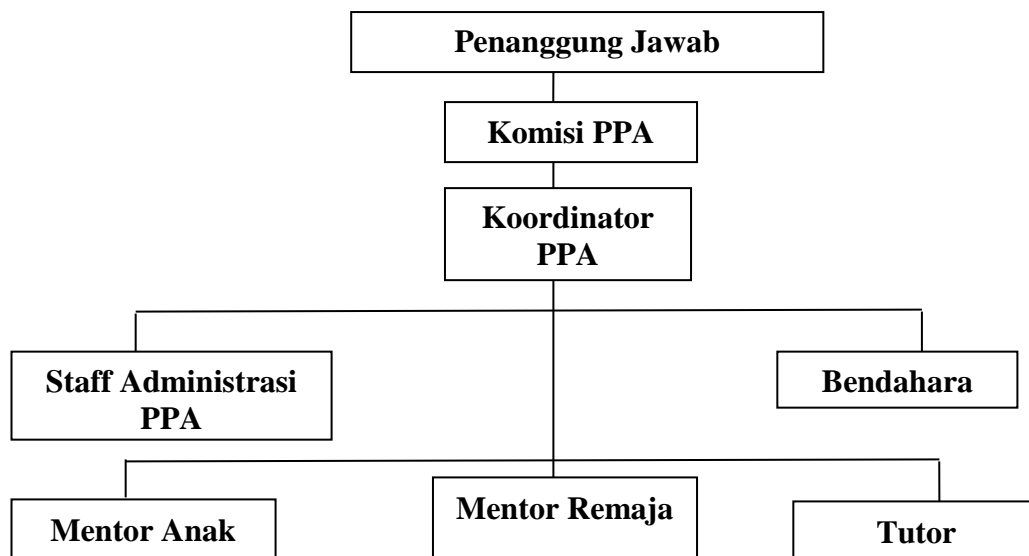 Penanggung Jawab
Komisi PPA
Koordinator
PPA
Staff Administrasi
PPA
Bendahara
Mentor Anak
Mentor Remaja
Tutor